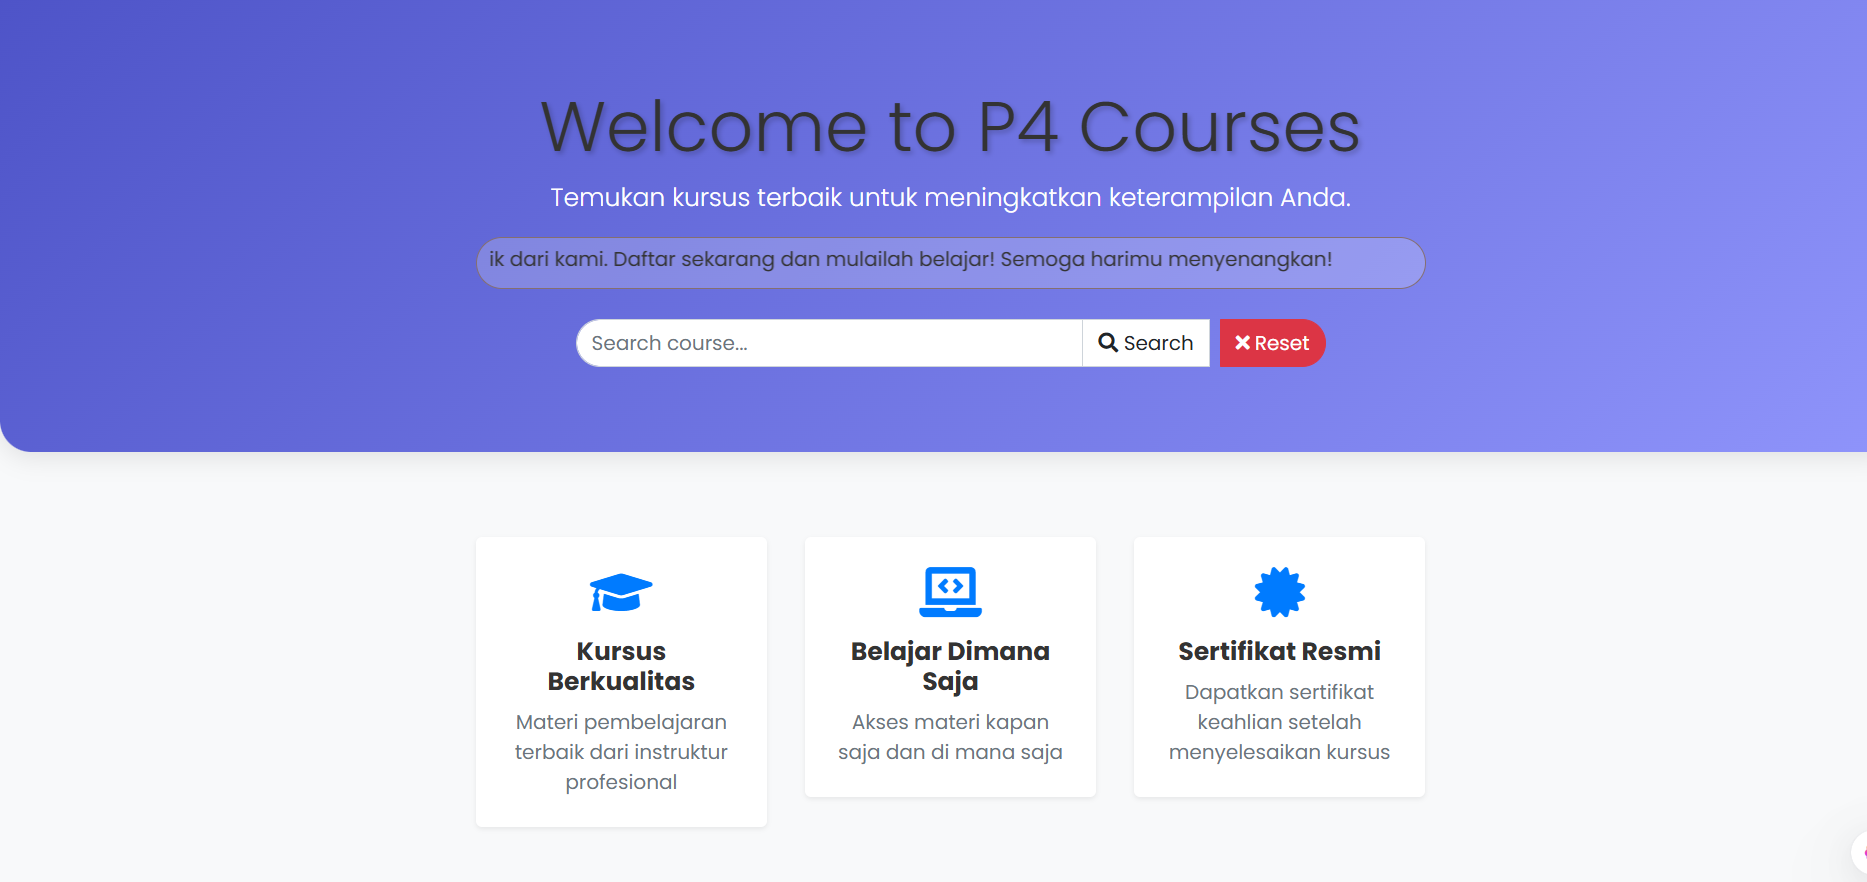 Welcome to P4 Courses
Temukan kursus terbaik untuk meningkatkan keterampilan Anda.
ik dari kami. Daftar sekarang dan mulailah belajar! Semoga harimu menyenangkan!
Search course...
Search
Reset
Kursus
Berkualitas
Materi pembelajaran
terbaik dari instruktur
profesional
Belajar Dimana
Saja
Akses materi kapan
saja dan di mana saja
Sertifikat Resmi
Dapatkan sertifikat
keahlian setelah
menyelesaikan kursus